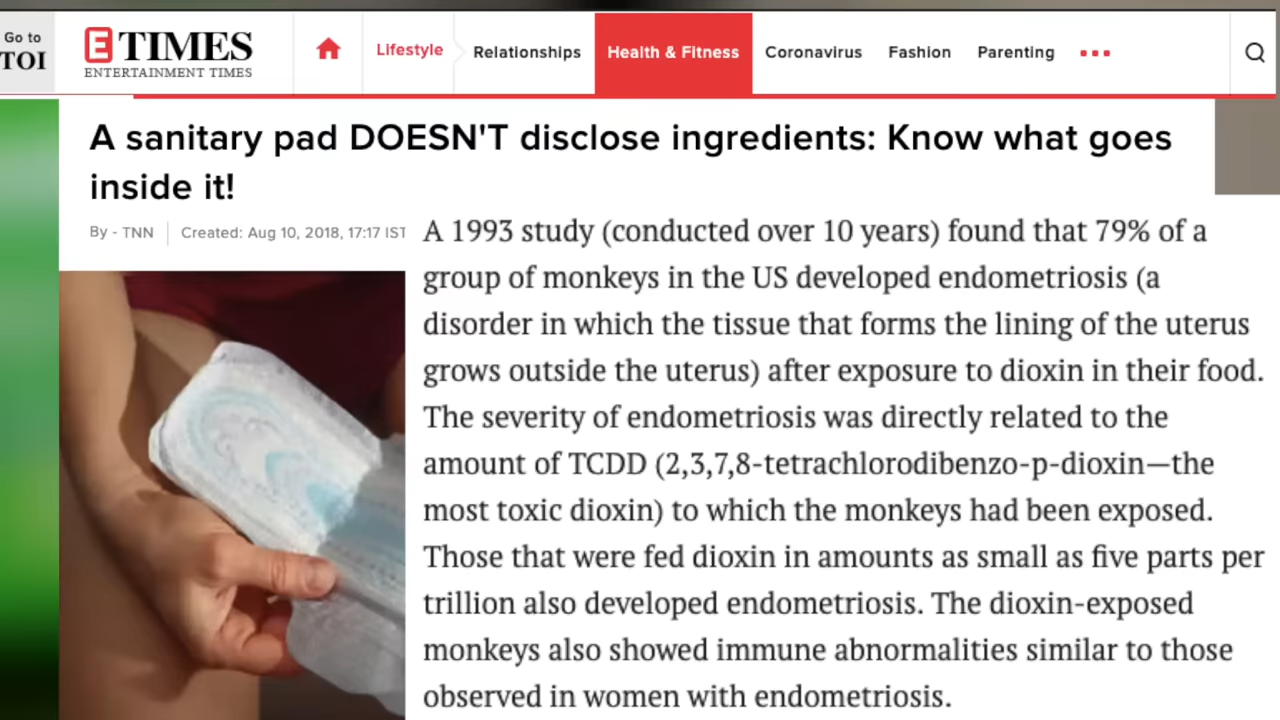 Go to
TOI
E TIMES
ENTERTAINMENT TIMES
Lifestyle
Relationships
Health & Fitness
Coronavirus
Fashion
Parenting
A sanitary pad DOESN'T disclose ingredients: Know what goes
inside it!
By - TNN
Created: Aug 10, 2018, 17:17 IST
A 1993 study (conducted over 10 years) found that 79% of a
group of monkeys in the US developed endometriosis (a
disorder in which the tissue that forms the lining of the uterus
grows outside the uterus) after exposure to dioxin in their food.
The severity of endometriosis was directly related to the
amount of TCDD (2,3,7,8-tetrachlorodibenzo-p-dioxin—the
most toxic dioxin) to which the monkeys had been exposed.
Those that were fed dioxin in amounts as small as five parts per
trillion also developed endometriosis. The dioxin-exposed
monkeys also showed immune abnormalities similar to those
observed in women with endometriosis.